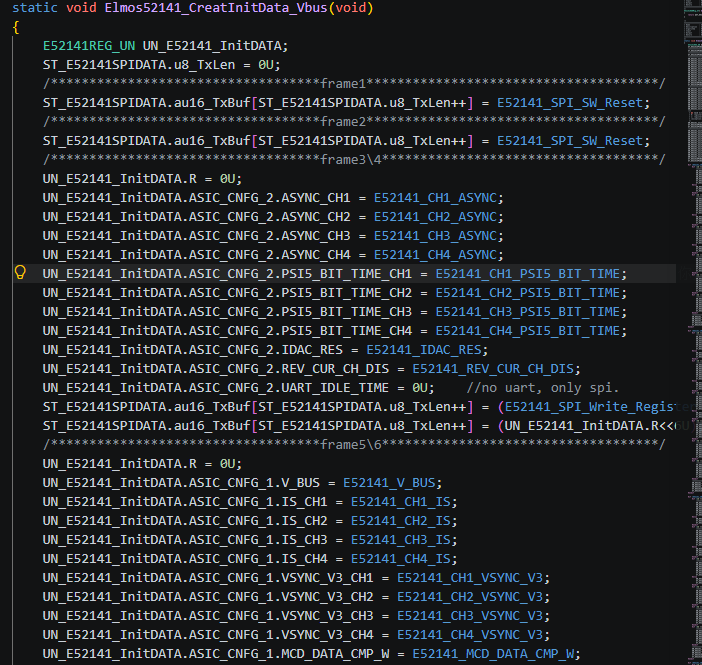 static void Elmos52141_CreatInitData_Vbus(void)
{
    E52141REG_UN UN_E52141_InitDATA;
    ST_E52141SPIDATA.u8_TxLen = 0U;
    /***********************************frame1**************************************/
    ST_E52141SPIDATA.au16_TxBuf[ST_E52141SPIDATA.u8_TxLen++] = E52141_SPI_SW_Reset;
    /***********************************frame2**************************************/
    ST_E52141SPIDATA.au16_TxBuf[ST_E52141SPIDATA.u8_TxLen++] = E52141_SPI_SW_Reset;
    /***********************************frame3\4************************************/
    UN_E52141_InitDATA.R = 0U;
    UN_E52141_InitDATA.ASIC_CNFG_2.ASYNC_CH1 = E52141_CH1_ASYNC;
    UN_E52141_InitDATA.ASIC_CNFG_2.ASYNC_CH2 = E52141_CH2_ASYNC;
    UN_E52141_InitDATA.ASIC_CNFG_2.ASYNC_CH3 = E52141_CH3_ASYNC;
    UN_E52141_InitDATA.ASIC_CNFG_2.ASYNC_CH4 = E52141_CH4_ASYNC;
    UN_E52141_InitDATA.ASIC_CNFG_2.PSI5_BIT_TIME_CH1 = E52141_CH1_PSI5_BIT_TIME;
    UN_E52141_InitDATA.ASIC_CNFG_2.PSI5_BIT_TIME_CH2 = E52141_CH2_PSI5_BIT_TIME;
    UN_E52141_InitDATA.ASIC_CNFG_2.PSI5_BIT_TIME_CH3 = E52141_CH3_PSI5_BIT_TIME;
    UN_E52141_InitDATA.ASIC_CNFG_2.PSI5_BIT_TIME_CH4 = E52141_CH4_PSI5_BIT_TIME;
    UN_E52141_InitDATA.ASIC_CNFG_2.IDAC_RES = E52141_IDAC_RES;
    UN_E52141_InitDATA.ASIC_CNFG_2.REV_CUR_CH_DIS = E52141_REV_CUR_CH_DIS;
    UN_E52141_InitDATA.ASIC_CNFG_2.UART_IDLE_TIME = 0U;    //no uart, only spi.
    ST_E52141SPIDATA.au16_TxBuf[ST_E52141SPIDATA.u8_TxLen++] = (E52141_SPI_Write_Registe
    ST_E52141SPIDATA.au16_TxBuf[ST_E52141SPIDATA.u8_TxLen++] = (UN_E52141_InitDATA.R<<6U
    /***********************************frame5\6************************************/
    UN_E52141_InitDATA.R = 0U;
    UN_E52141_InitDATA.ASIC_CNFG_1.V_BUS = E52141_V_BUS;
    UN_E52141_InitDATA.ASIC_CNFG_1.IS_CH1 = E52141_CH1_IS;
    UN_E52141_InitDATA.ASIC_CNFG_1.IS_CH2 = E52141_CH2_IS;
    UN_E52141_InitDATA.ASIC_CNFG_1.IS_CH3 = E52141_CH3_IS;
    UN_E52141_InitDATA.ASIC_CNFG_1.IS_CH4 = E52141_CH4_IS;
    UN_E52141_InitDATA.ASIC_CNFG_1.VSYNC_V3_CH1 = E52141_CH1_VSYNC_V3;
    UN_E52141_InitDATA.ASIC_CNFG_1.VSYNC_V3_CH2 = E52141_CH2_VSYNC_V3;
    UN_E52141_InitDATA.ASIC_CNFG_1.VSYNC_V3_CH3 = E52141_CH3_VSYNC_V3;
    UN_E52141_InitDATA.ASIC_CNFG_1.VSYNC_V3_CH4 = E52141_CH4_VSYNC_V3;
    UN_E52141_InitDATA.ASIC_CNFG_1.MCD_DATA_CMP_W = E52141_MCD_DATA_CMP_W;